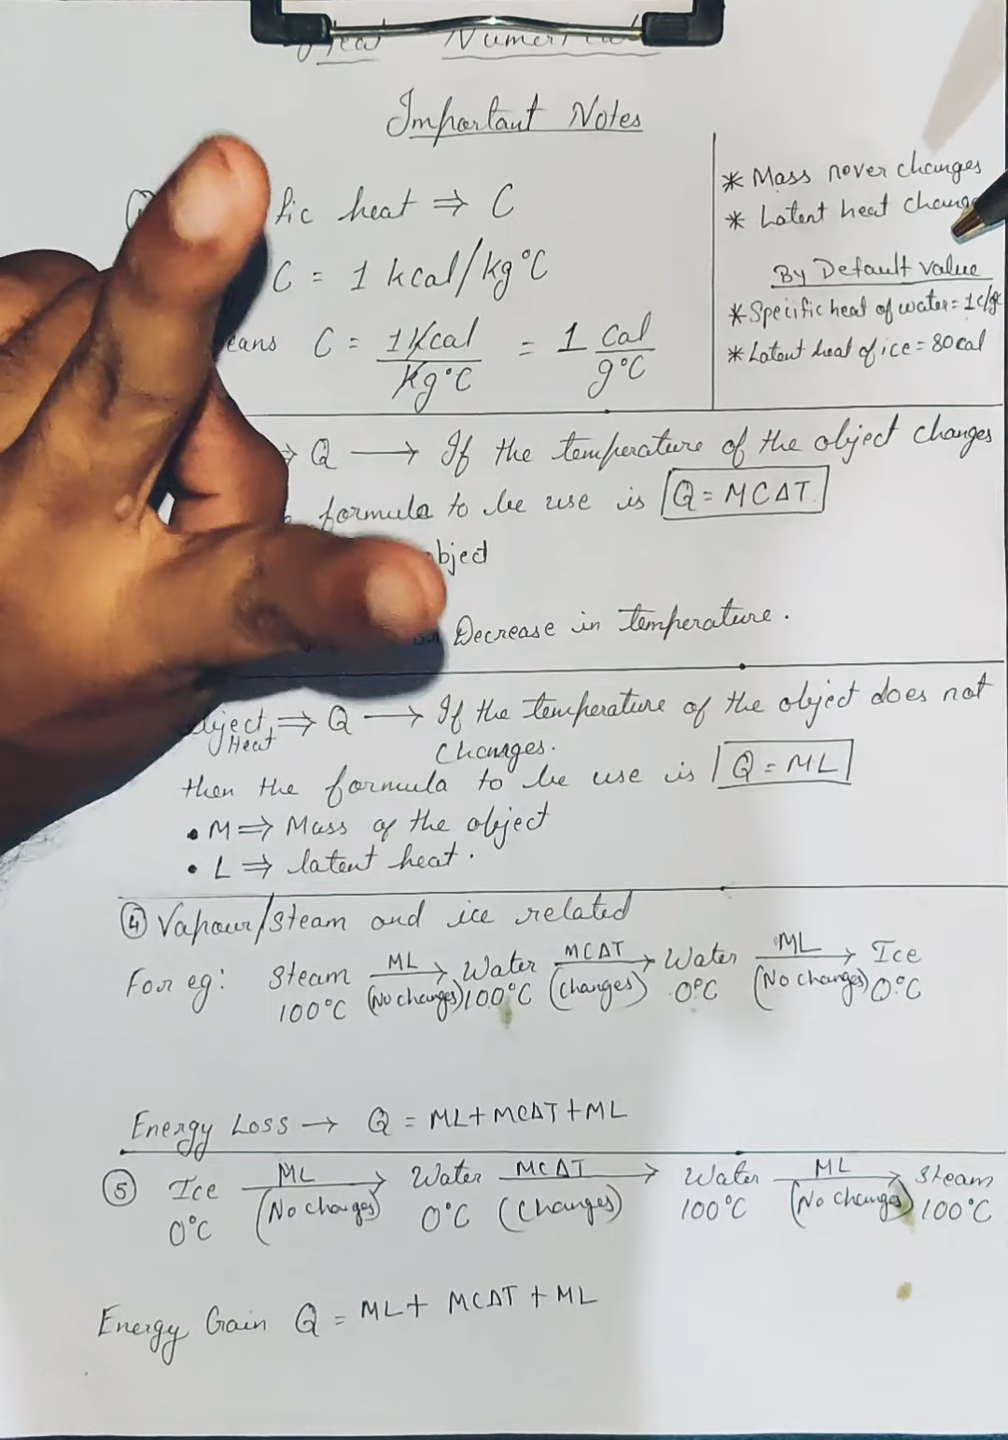 Important Notes
heat ⇒ C
C = 1 kcal/kg°C
C = 1 Kcal / Kg°C = 1 Cal / g°C
* Mass never changes
* Latent heat
By Default Value
* Specific heat of water = 1
* Latent heat of ice = 80 cal
Q ⟶ If the temperature of the object changes
formula to be use is Q = MCΔT
Decrease in temperature.
⇒ Q ⟶ If the temperature of the object does not
Heat
Changes.
then the formula to be use is Q = ML
• M ⇒ Mass of the object
• L ⇒ latent heat.
④ Vapour/Steam and ice related
For eg: Steam 100°C —ML (No changes)→ Water 100°C —MCΔT (Changes)→ Water 0°C —ML (No changes)→ Ice 0°C
Energy Loss → Q = ML+MCΔT+ML
⑤ Ice 0°C —ML (No changes)→ Water 0°C —MCΔT (Changes)→ Water 100°C —ML (No changes)→ Steam 100°C
Energy Gain Q = ML + MCΔT + ML